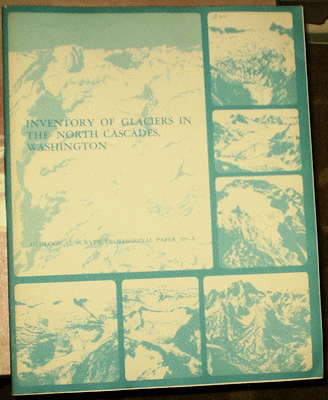 INVENTORY OF GLACIERS IN
THE NORTH CASCADES,
WASHINGTON
GEOLOGICAL SURVEY PROFESSIONAL PAPER